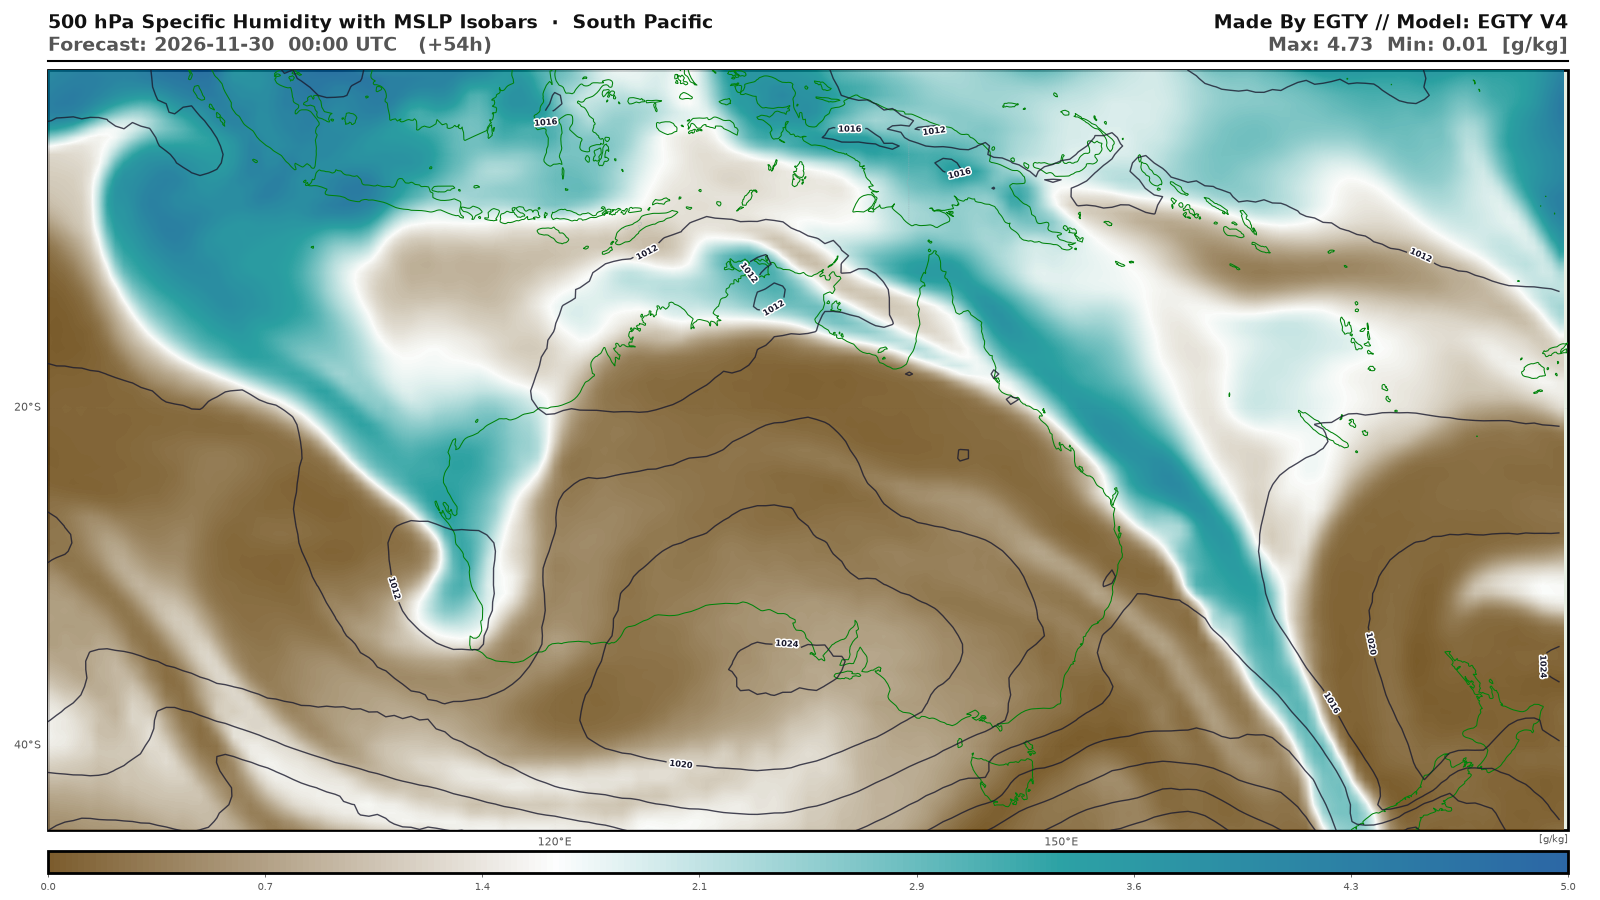 500 hPa Specific Humidity with MSLP Isobars · South Pacific
Made By EGTY // Model: EGTY V4
Forecast: 2026-11-30 00:00 UTC (+54h)
Max: 4.73 Min: 0.01 [g/kg]
1016
1016
1012
1016
1012
1012
1012
1012
20°S
1012
1024
1020
1024
1016
40°S
1020
120°E
150°E
[g/kg]
0.0
0.7
1.4
2.1
2.9
3.6
4.3
5.0